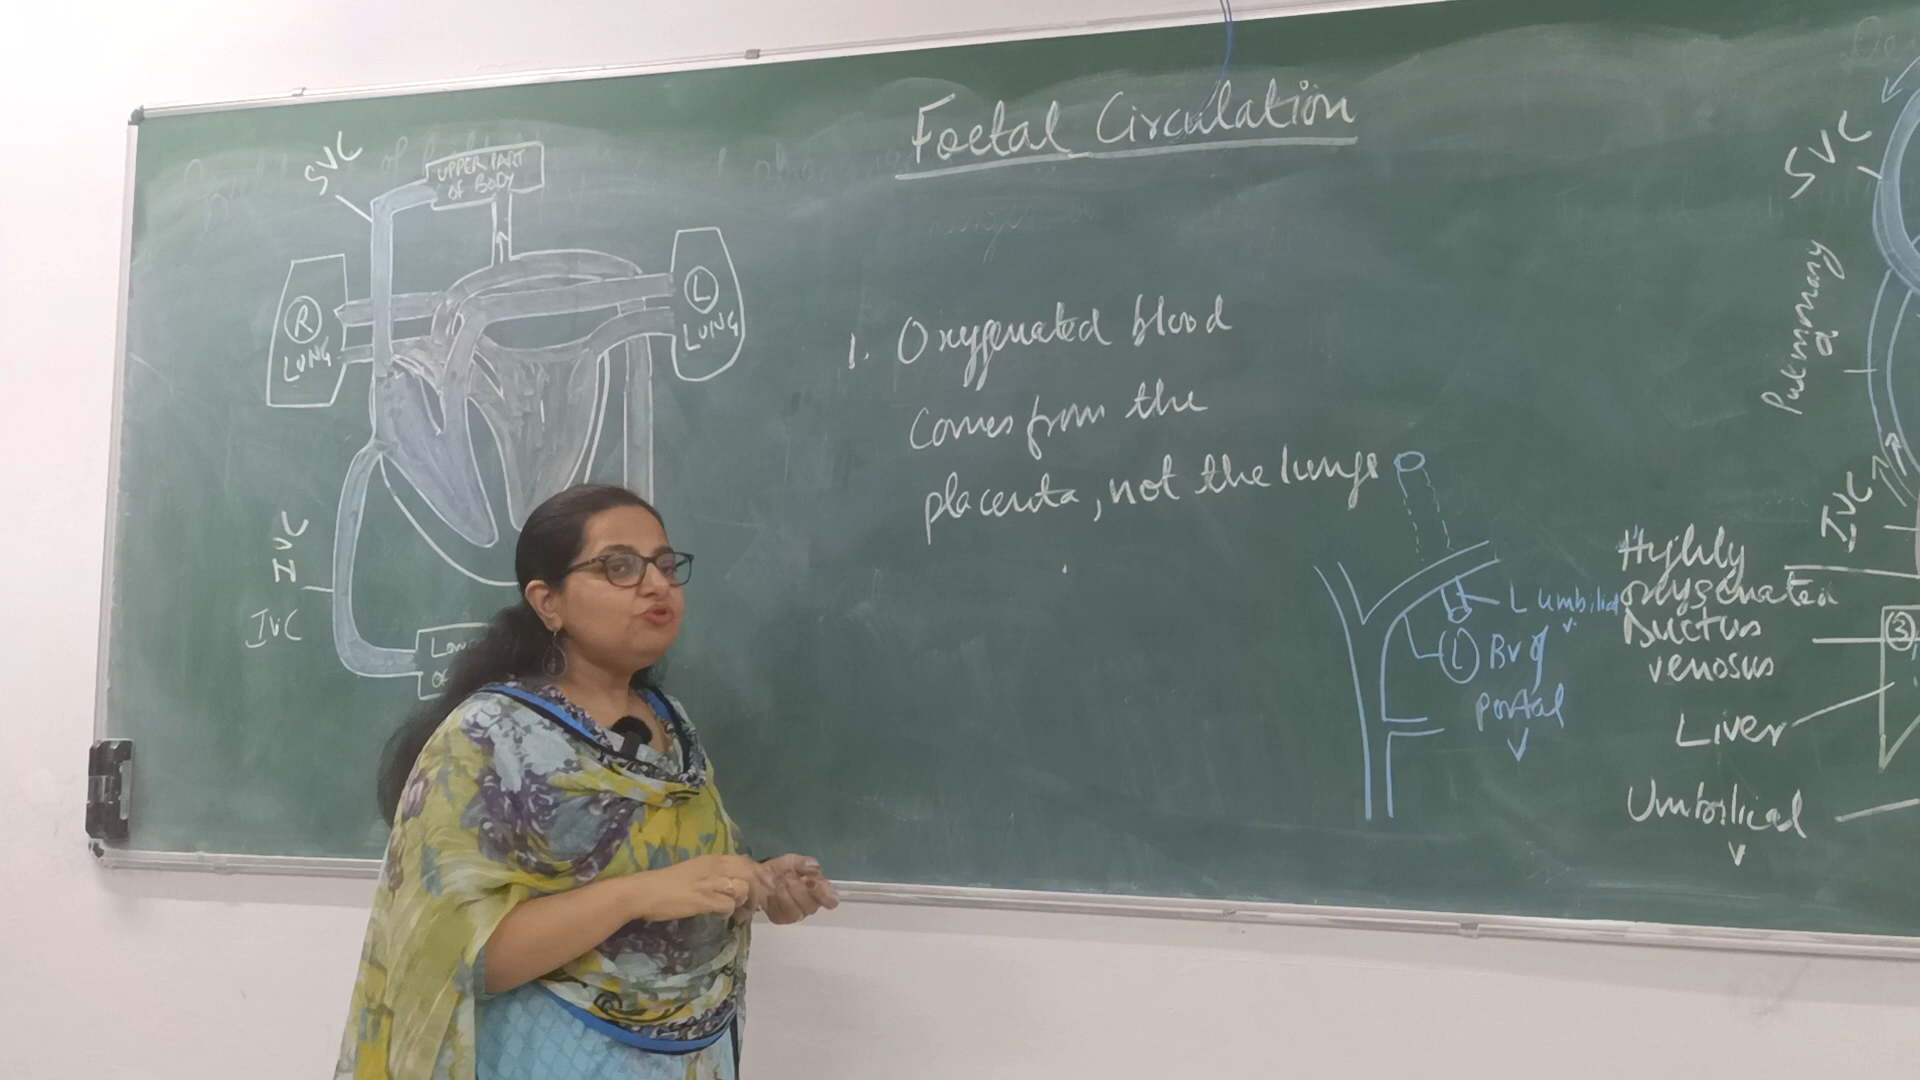 Foetal Circulation
SVC
UPPER PART
OF BODY
R
LUNG
L
LUNG
IVC
IVC
1. Oxygenated blood
comes from the
placenta, not the lungs
L umbilical
v.
L Br of
portal
V
SVC
Pulmonary
a
IVC
Highly
oxygenated
Ductus
venosus
3
Liver
Umbilical
v